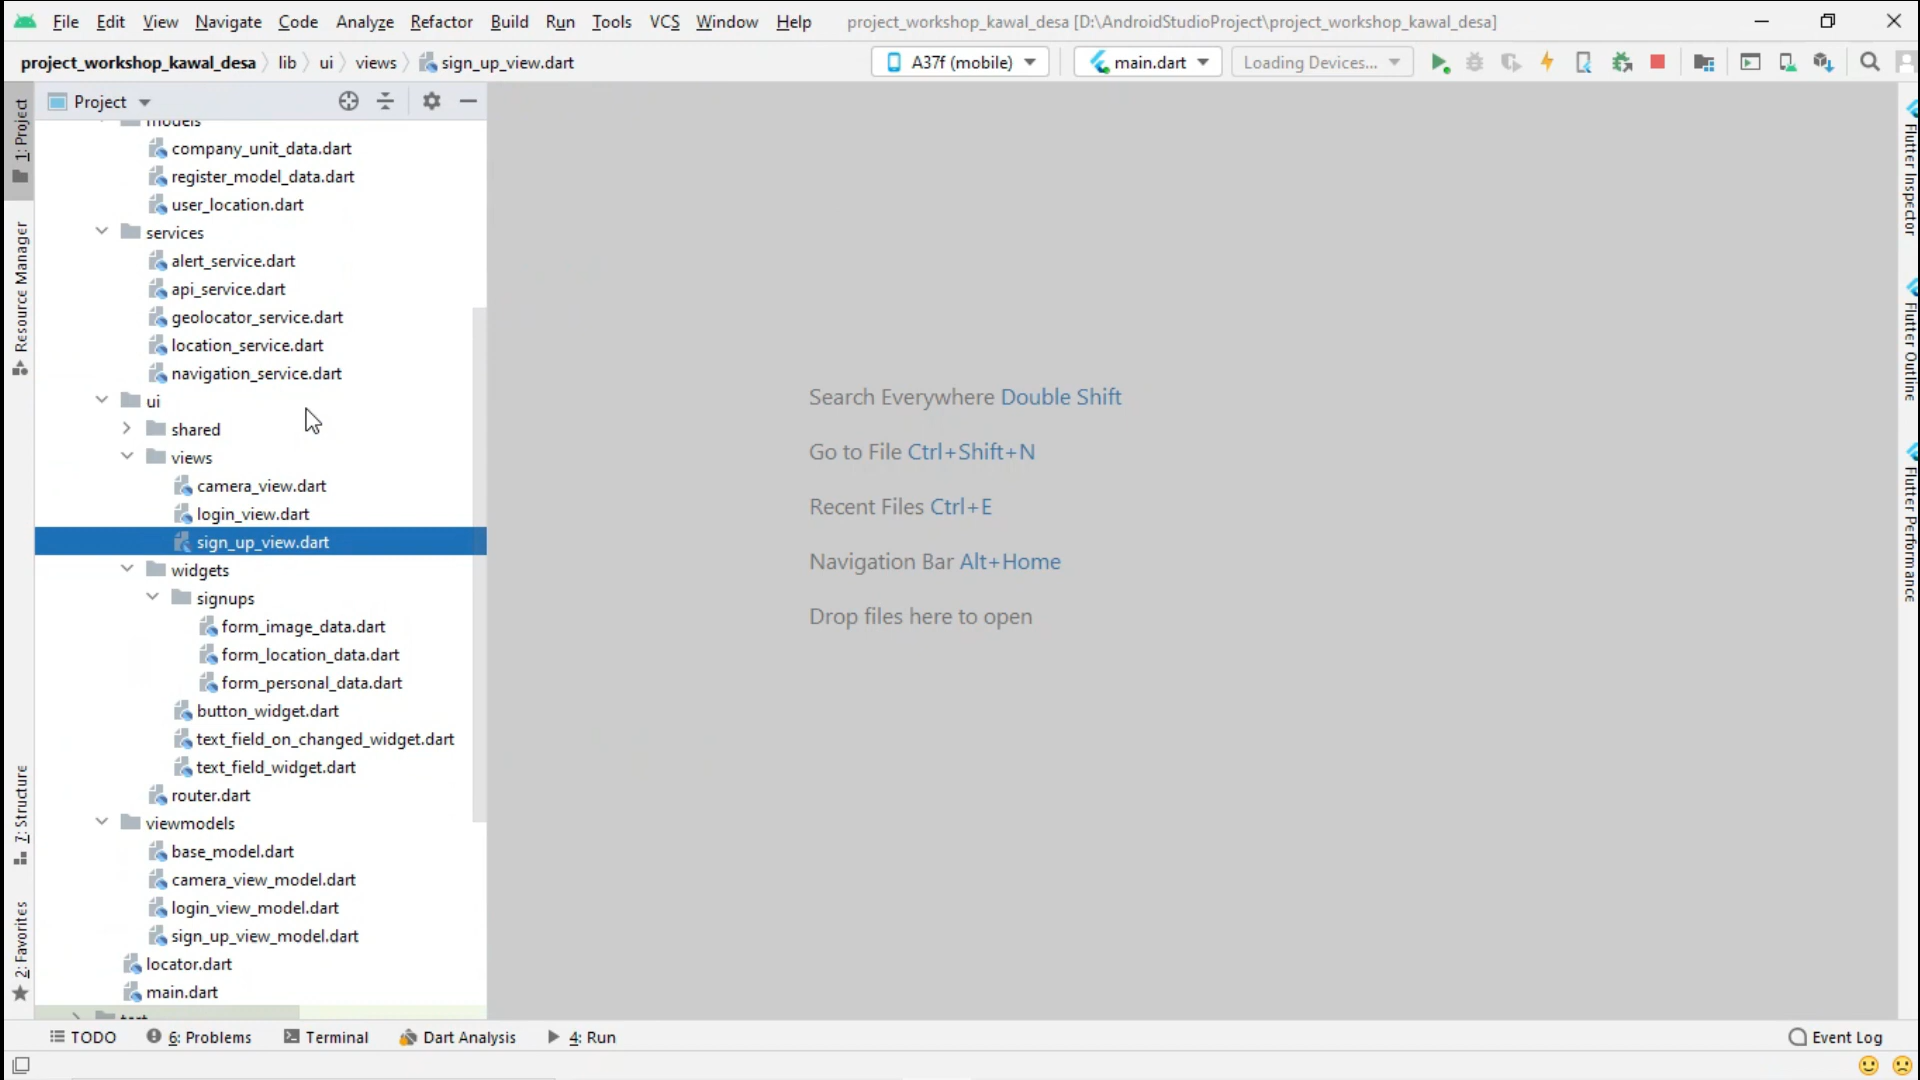 File Edit View Navigate Code Analyze Refactor Build Run Tools VCS Window Help project_workshop_kawal_desa [D:\AndroidStudioProject\project_workshop_kawal_desa]
project_workshop_kawal_desa lib ui views sign_up_view.dart A37f (mobile) main.dart Loading Devices...
1: Project
Resource Manager
7: Structure
2: Favorites
Project
models
company_unit_data.dart
register_model_data.dart
user_location.dart
services
alert_service.dart
api_service.dart
geolocator_service.dart
location_service.dart
navigation_service.dart
ui
shared
views
camera_view.dart
login_view.dart
sign_up_view.dart
widgets
signups
form_image_data.dart
form_location_data.dart
form_personal_data.dart
button_widget.dart
text_field_on_changed_widget.dart
text_field_widget.dart
router.dart
viewmodels
base_model.dart
camera_view_model.dart
login_view_model.dart
sign_up_view_model.dart
locator.dart
main.dart
Search Everywhere Double Shift
Go to File Ctrl+Shift+N
Recent Files Ctrl+E
Navigation Bar Alt+Home
Drop files here to open
Flutter Inspector
Flutter Outline
Flutter Performance
TODO 6: Problems Terminal Dart Analysis 4: Run Event Log